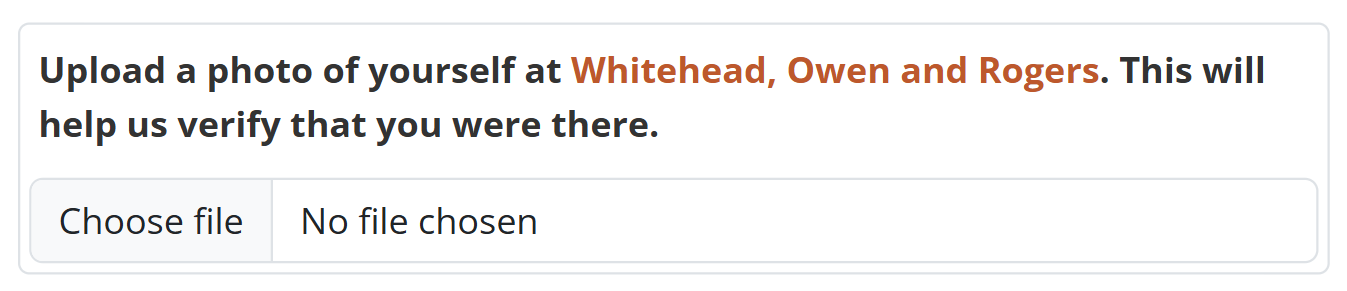 Upload a photo of yourself at Whitehead, Owen and Rogers. This will
help us verify that you were there.
Choose file No file chosen